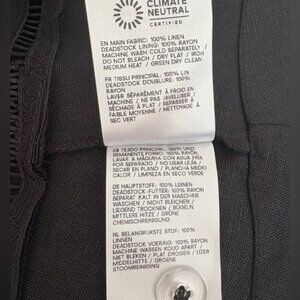 CLIMATE
NEUTRAL
CERTIFIED
EN MAIN FABRIC: 100% LINEN
DEADSTOCK LINING: 100% RAYON
MACHINE WASH COLD SEPARATELY /
DO NOT BLEACH / DRY FLAT / IRON
MEDIUM HEAT / GREEN DRY CLEAN
FR TISSU PRINCIPAL: 100% LIN
DEADSTOCK DOUBLURE: 100%
RAYON
LAVER SÉPARÉMENT À FROID EN
MACHINE / NE PAS JAVELLISER /
SÉCHAGE À PLAT / REPASSER À
FAIBLE MOYENNE / NETTOYAGE À
SEC VERT
TEJIDO PRINCIPAL: 100% LINO
FORRO: 100% RAYON
LAVAR A MÁQUINA CON AGUA FRÍA
POR SEPARADO / NO USAR LEJÍA /
SECAR EN PLANO / PLANCHA MEDIO
CALOR / LIMPIEZA EN SECO VERDE
DE HAUPTSTOFF: 100% LEINEN
DEADSTOCK-FUTTER: 100% RAYON
SEPARAT KALT IN DER MASCHINE
WASCHEN / NICHT BLEICHEN /
LIEGEND TROCKNEN / BÜGELN
MITTLERE HITZE / GRÜNE
CHEMISCHREINIGUNG
NL BELANGRIJKSTE STOF: 100%
LINNEN
DEADSTOCK VOERING: 100% RAYON
MACHINE WASSEN KOUD APART /
NIET BLEKEN / PLAT DROGEN /
MIDDELHOTTE / GROENE
STOOMREINIGING